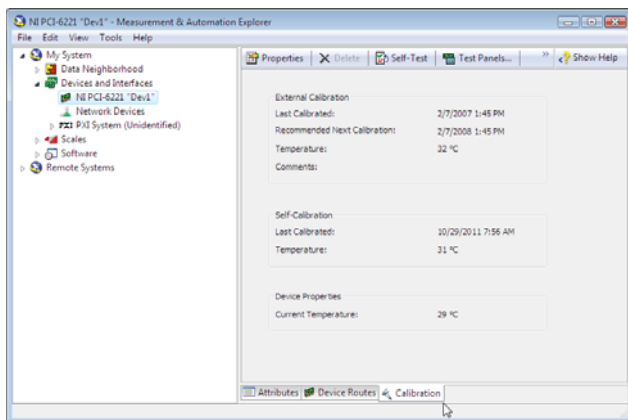 NI PCI-6221 "Dev1" - Measurement & Automation Explorer
File Edit View Tools Help
My System
Data Neighborhood
Devices and Interfaces
NI PCI-6221 "Dev1"
Network Devices
PXI PXI System (Unidentified)
Scales
Software
Remote Systems
Properties Delete Self-Test Test Panels... » Show Help
External Calibration
Last Calibrated: 2/7/2007 1:45 PM
Recommended Next Calibration: 2/7/2008 1:45 PM
Temperature: 32 °C
Comments:
Self-Calibration
Last Calibrated: 10/29/2011 7:56 AM
Temperature: 31 °C
Device Properties
Current Temperature: 29 °C
Attributes Device Routes Calibration